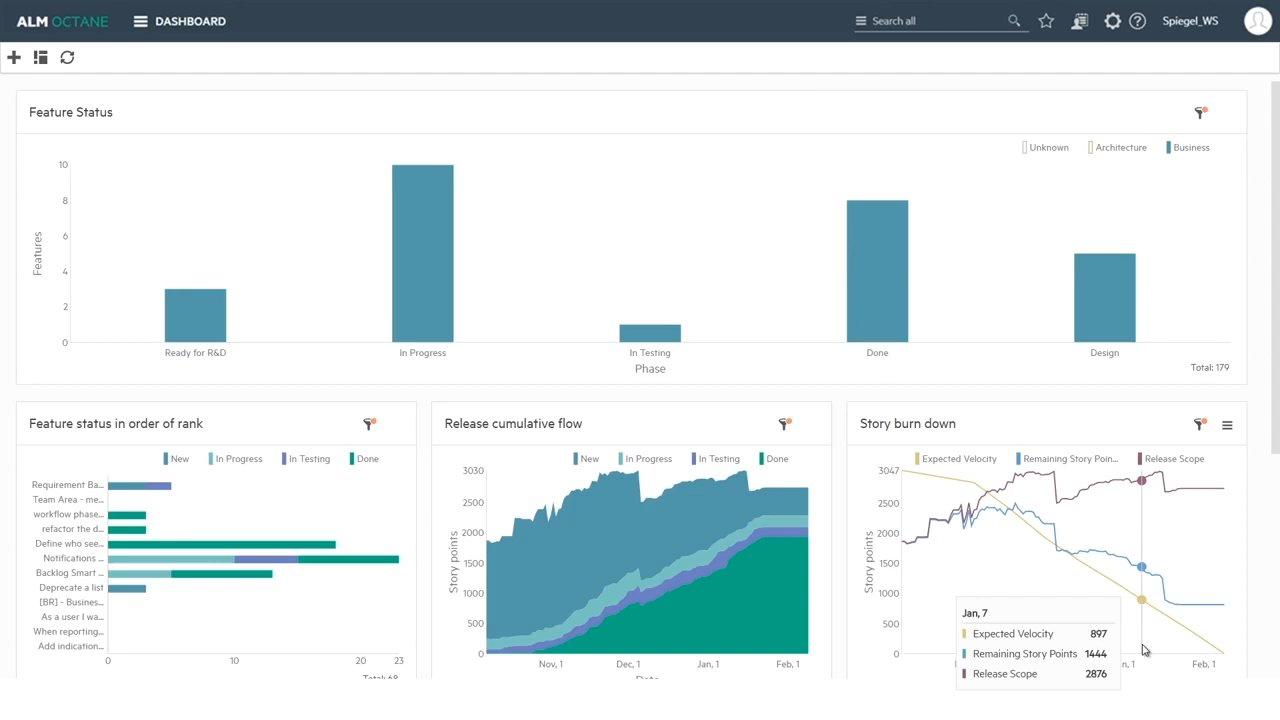 ALM OCTANE DASHBOARD Search all Spiegel_WS
Feature Status
Unknown Architecture Business
10
8
6
4
2
0
Features
Ready for R&D In Progress In Testing Done Design
Phase
Total: 179
Feature status in order of rank
New In Progress In Testing Done
Requirement Ba...
Team Area - me...
workflow phase...
refactor the d...
Define who see...
Notifications ...
Backlog Smart ...
Deprecate a list
[BR] - Busines...
As a user I wa...
When reporting...
Add indication...
0 10 20 23
Total: 68
Release cumulative flow
New In Progress In Testing Done
3030
2500
2000
1500
1000
500
0
Story points
Nov, 1 Dec, 1 Jan, 1 Feb, 1
Date
Story burn down
Expected Velocity Remaining Story Poin... Release Scope
3047
2500
2000
1500
1000
500
0
Story points
n, 1 Feb, 1
Jan, 7
Expected Velocity 897
Remaining Story Points 1444
Release Scope 2876